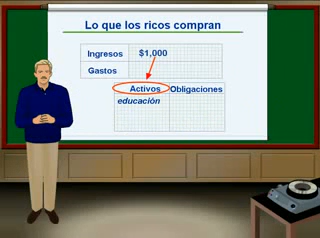 Lo que los ricos compran
Ingresos $1,000
Gastos
Activos Obligaciones
educación